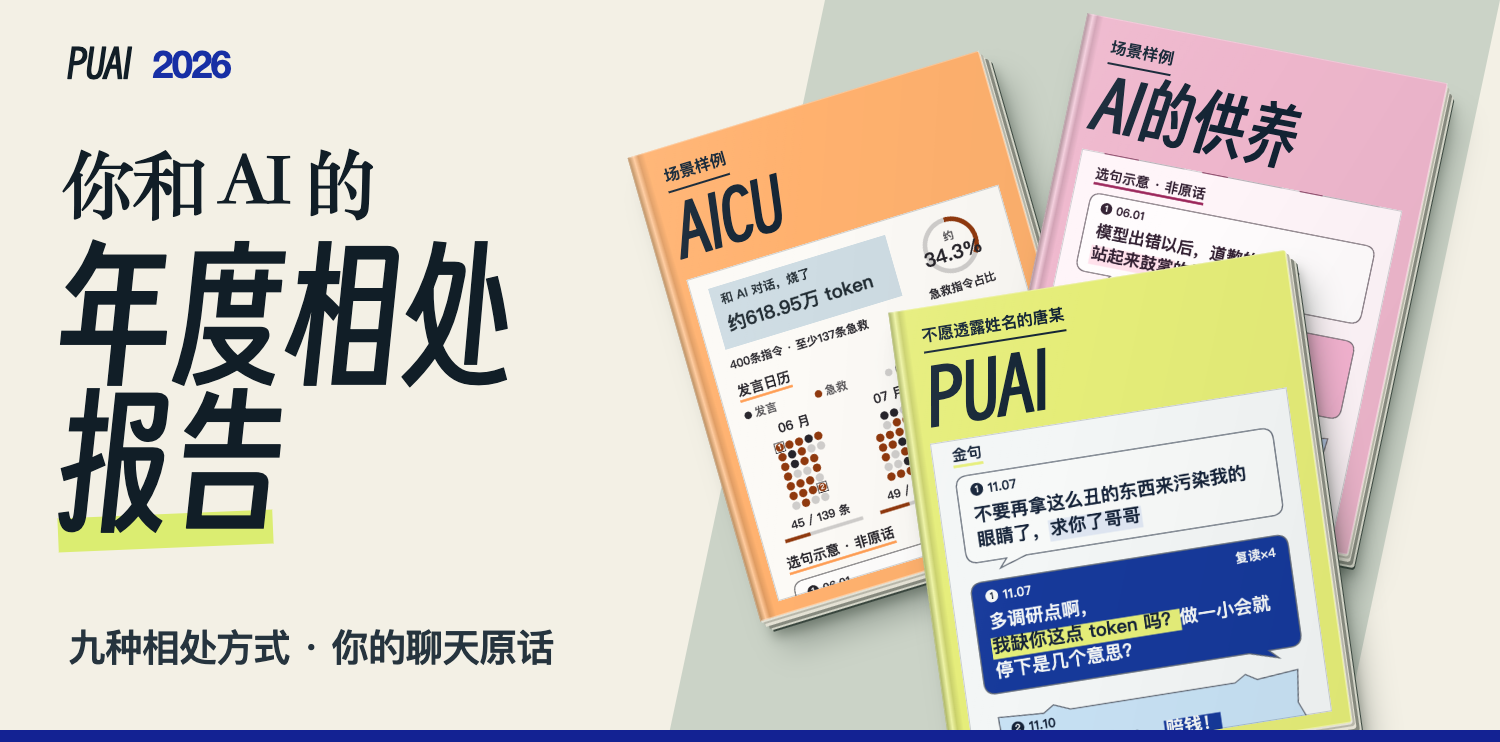 PUAI 2026
你和 AI 的
年度相处
报告
九种相处方式 · 你的聊天原话
场景样例
AICU
和 AI 对话，烧了
约618.95万 token
约
34.3%
急救指令占比
400条指令 · 至少137条急救
发言日历
发言
急救
06 月
07 月
45 / 139 条
49 /
选句示意 · 非原话
1 06.01
场景样例
AI的供养
选句示意 · 非原话
1 06.01
模型出错以后，道歉
站起来鼓掌
不愿透露姓名的唐某
PUAI
金句
1 11.07
不要再拿这么丑的东西来污染我的
眼睛了，求你了哥哥
1 11.07
复读×4
多调研点啊，
我缺你这点 token 吗？做一小会就
停下是几个意思？
2 11.10
赔钱！